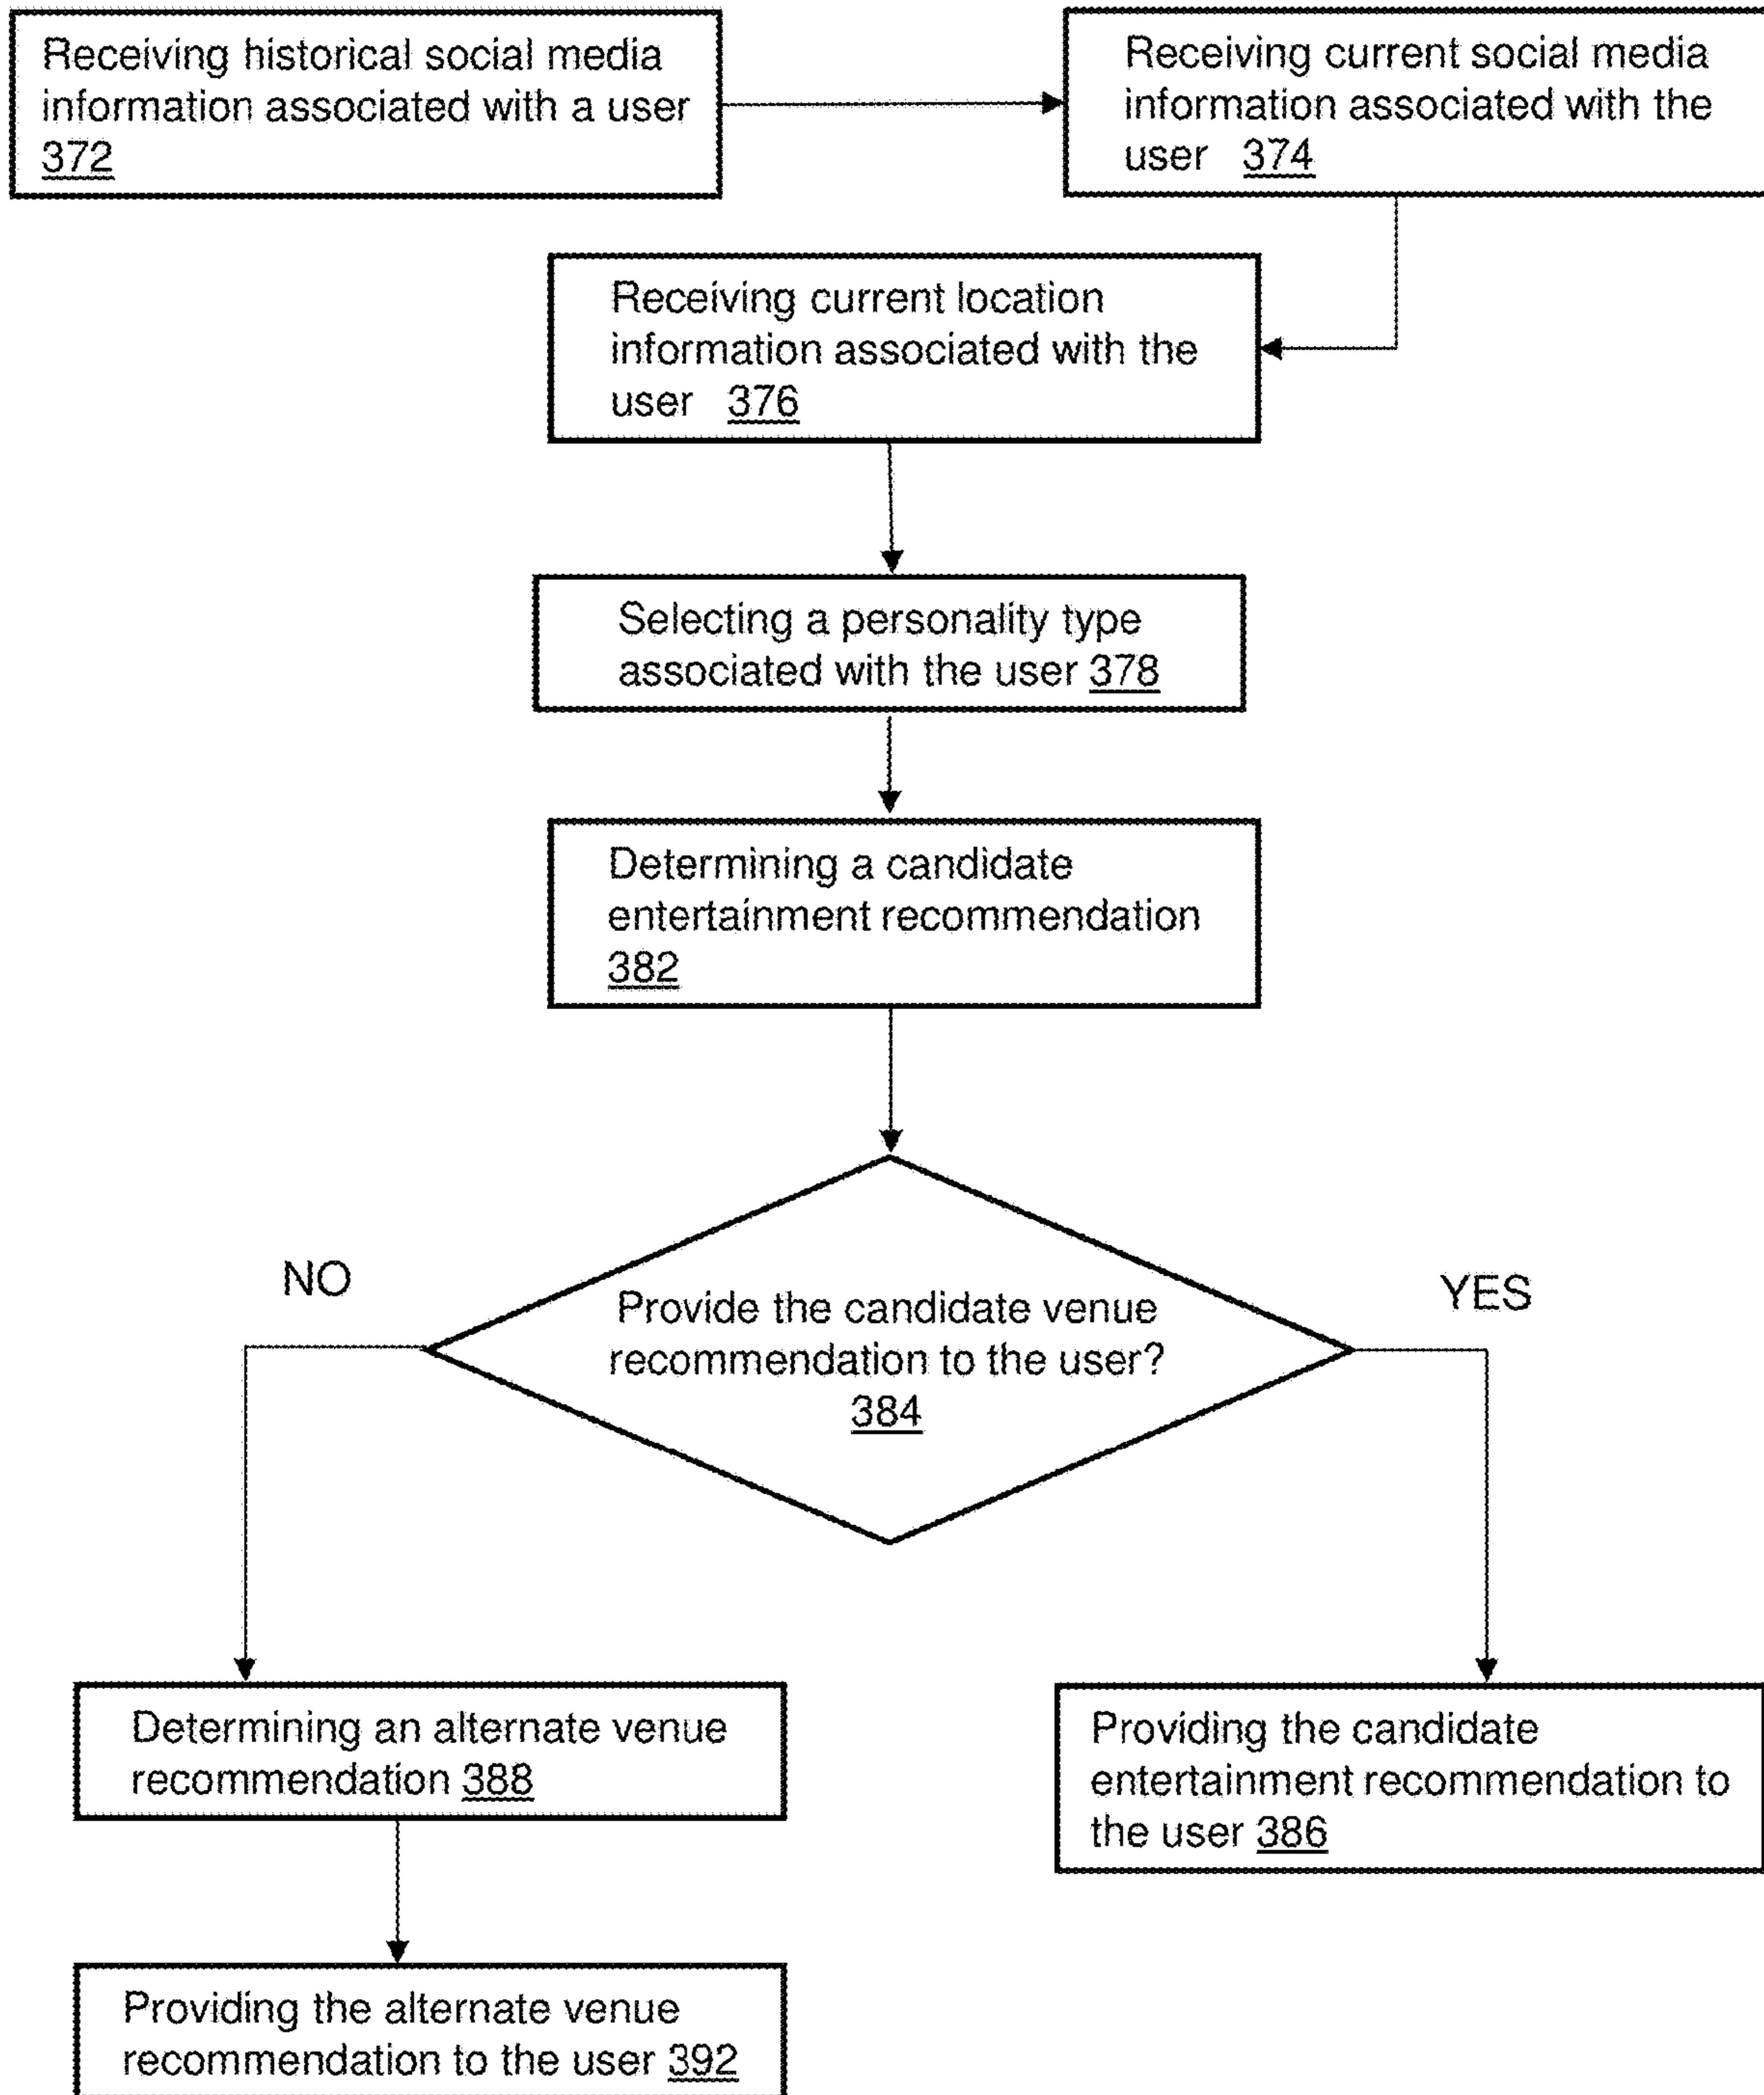 Receiving historical social media
information associated with a user
372
Receiving current social media
information associated with the
user 374
Receiving current location
information associated with the
user 376
Selecting a personality type
associated with the user 378
Determining a candidate
entertainment recommendation
382
NO
YES
Provide the candidate venue
recommendation to the user?
384
Determining an alternate venue
recommendation 388
Providing the candidate
entertainment recommendation to
the user 386
Providing the alternate venue
recommendation to the user 392